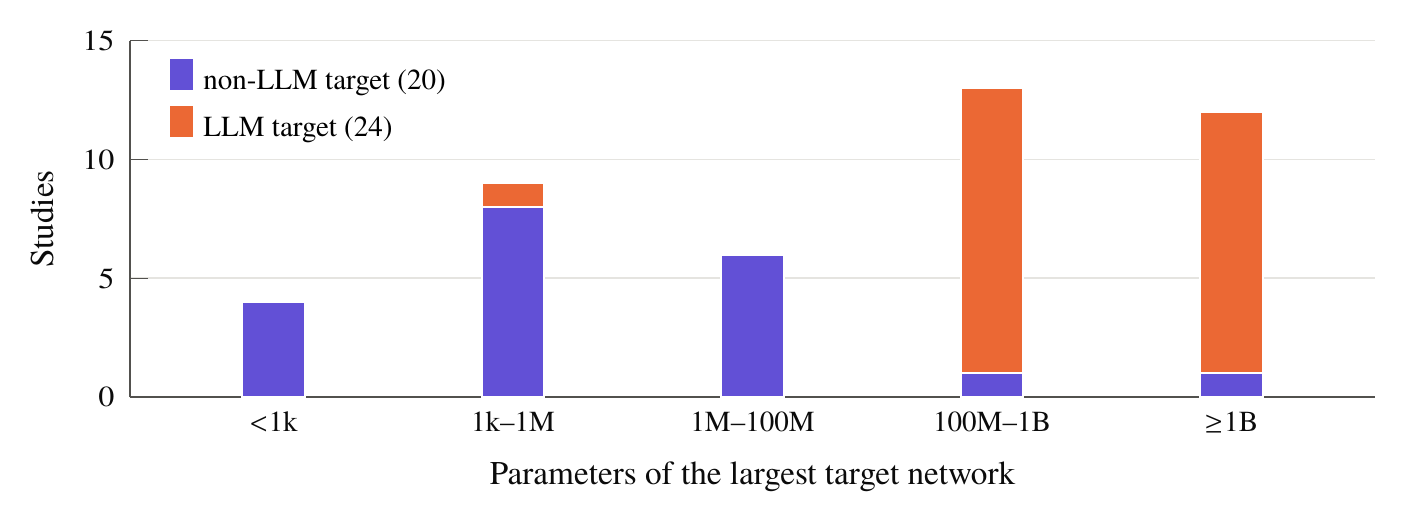 15
non-LLM target (20)
LLM target (24)
10
Studies
5
0
<1k
1k–1M
1M–100M
100M–1B
≥1B
Parameters of the largest target network